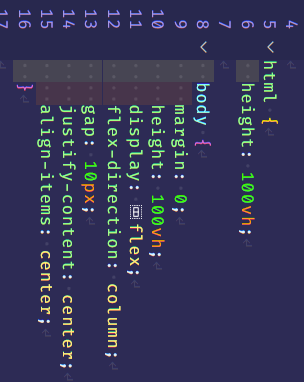 4
5 html {
6 height: 100vh;
7
8 body {
9 margin: 0;
10 height: 100vh;
11 display: flex;
12 flex-direction: column;
13 gap: 10px;
14 justify-content: center;
15 align-items: center;
16 }
17